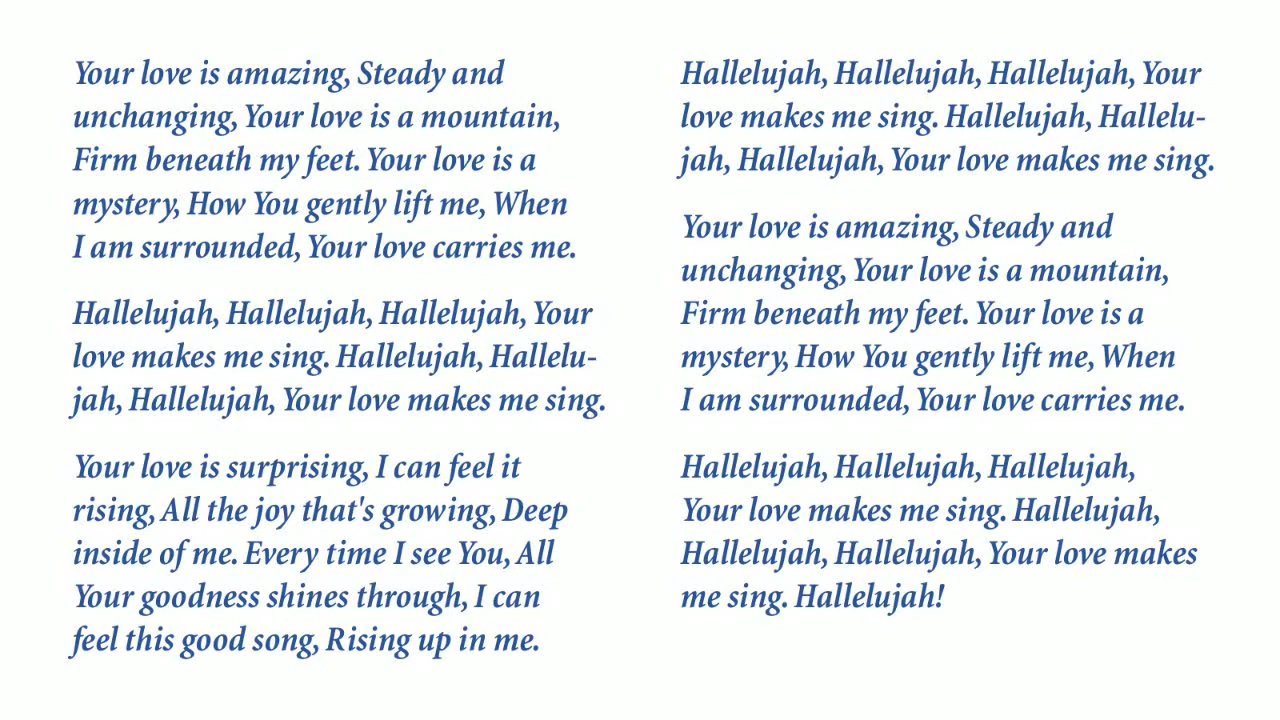 Your love is amazing, Steady and
unchanging, Your love is a mountain,
Firm beneath my feet. Your love is a
mystery, How You gently lift me, When
I am surrounded, Your love carries me.
Hallelujah, Hallelujah, Hallelujah, Your
love makes me sing. Hallelujah, Hallelu-
jah, Hallelujah, Your love makes me sing.
Your love is surprising, I can feel it
rising, All the joy that's growing, Deep
inside of me. Every time I see You, All
Your goodness shines through, I can
feel this good song, Rising up in me.
Hallelujah, Hallelujah, Hallelujah, Your
love makes me sing. Hallelujah, Hallelu-
jah, Hallelujah, Your love makes me sing.
Your love is amazing, Steady and
unchanging, Your love is a mountain,
Firm beneath my feet. Your love is a
mystery, How You gently lift me, When
I am surrounded, Your love carries me.
Hallelujah, Hallelujah, Hallelujah,
Your love makes me sing. Hallelujah,
Hallelujah, Hallelujah, Your love makes
me sing. Hallelujah!